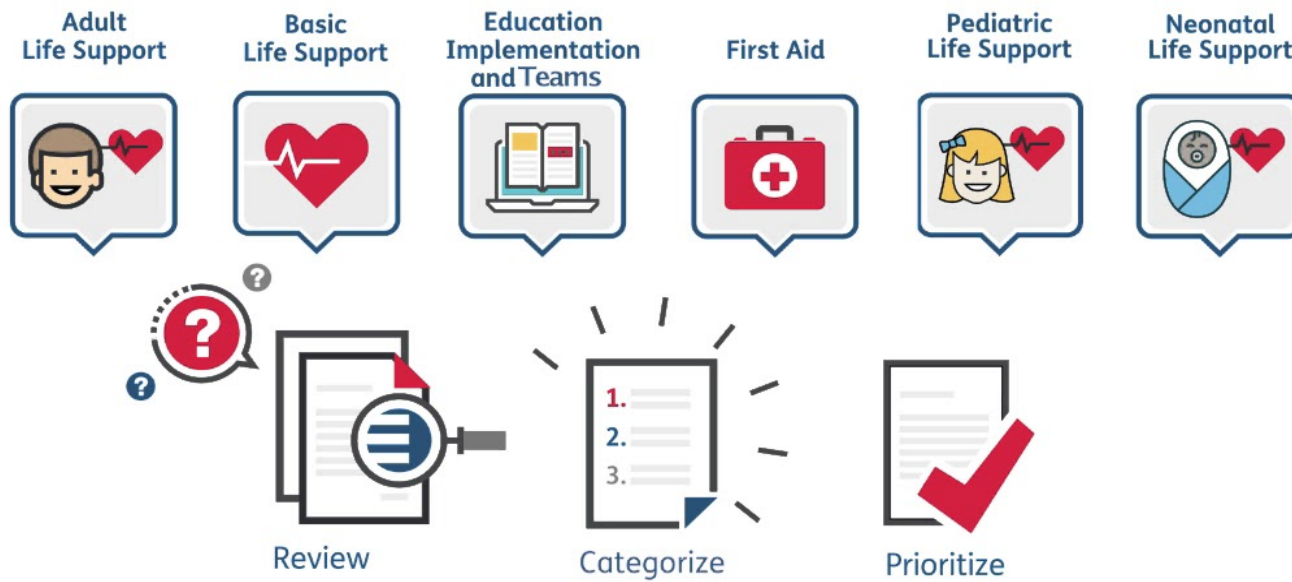 Adult
Life Support
Basic
Life Support
Education
Implementation
and Teams
First Aid
Pediatric
Life Support
Neonatal
Life Support
?
?
?
1.
2.
3.
Review
Categorize
Prioritize